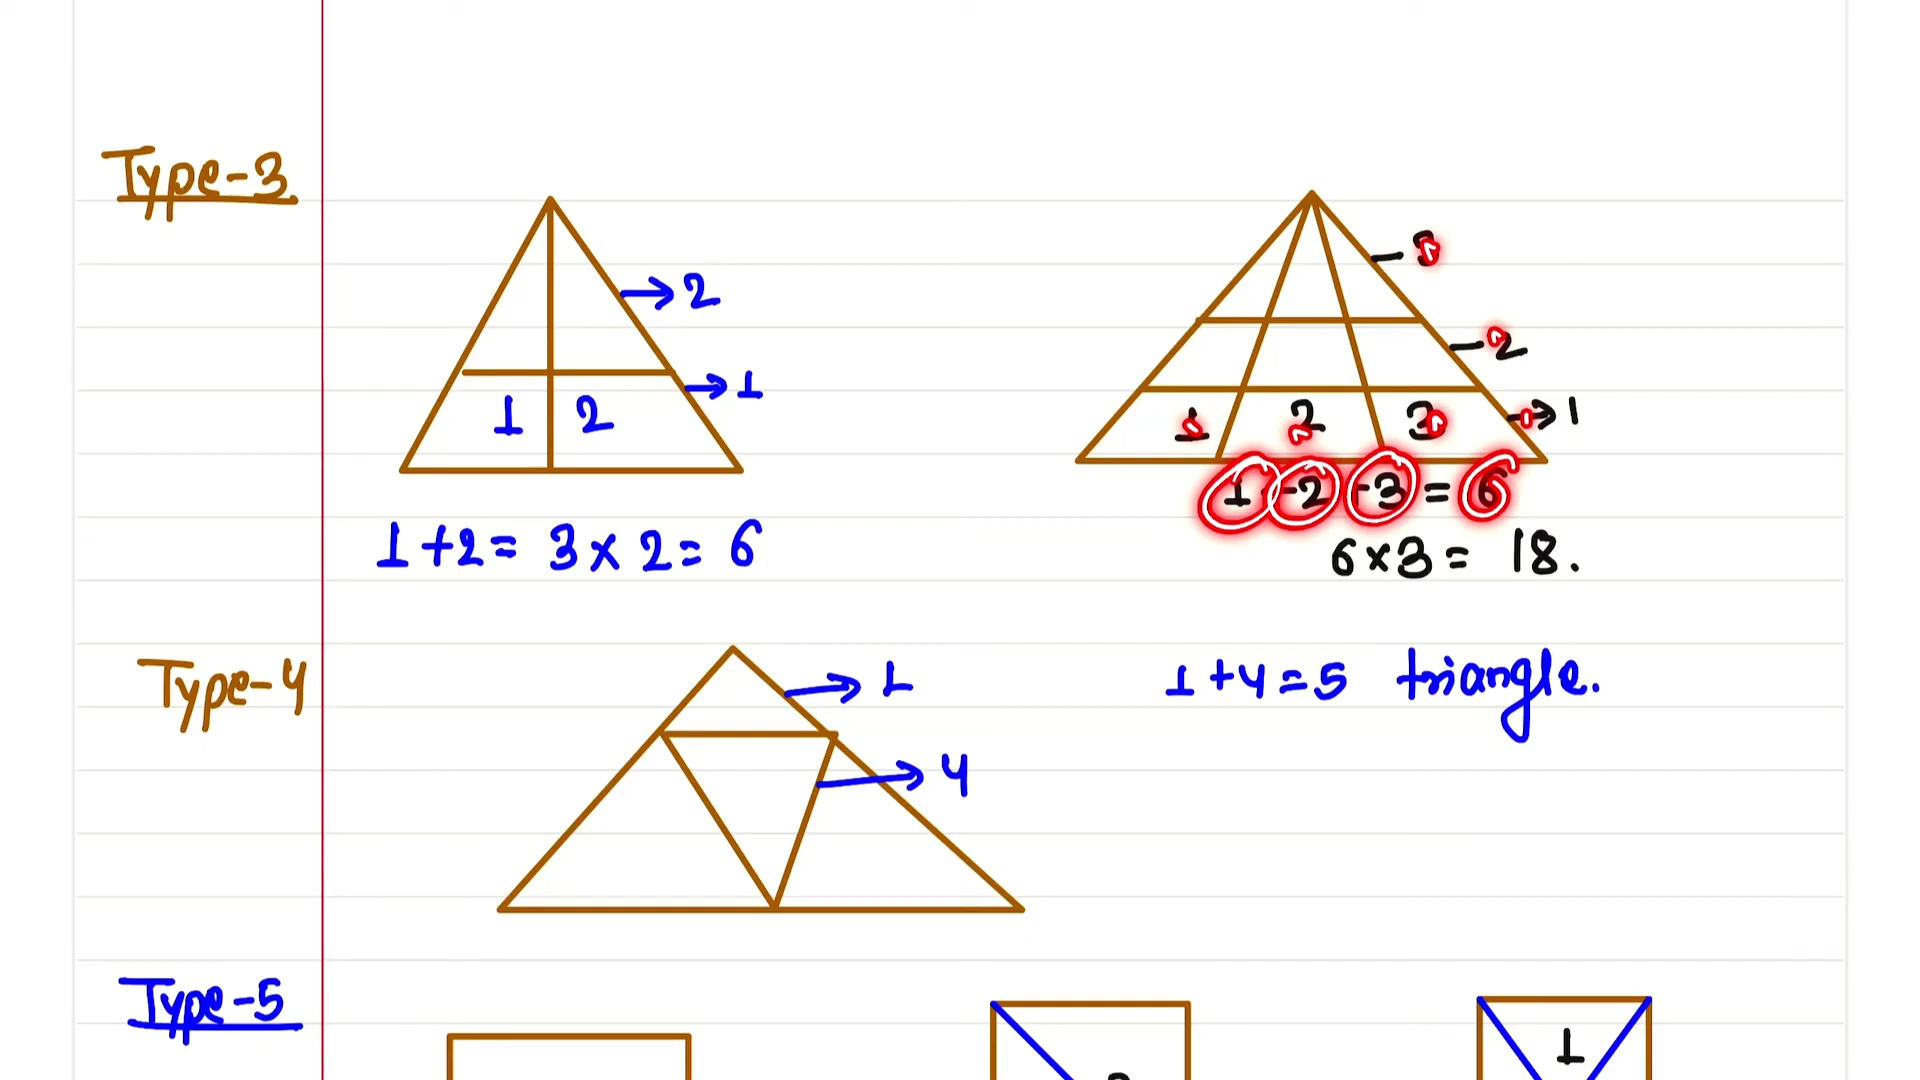 Type-3
→2
→1
1 2
1+2= 3×2= 6
- 3
- 2
→1
1 2 3
1-2-3=6
6×3= 18.
Type-4
→1
→4
1+4=5 triangle.
Type-5
1